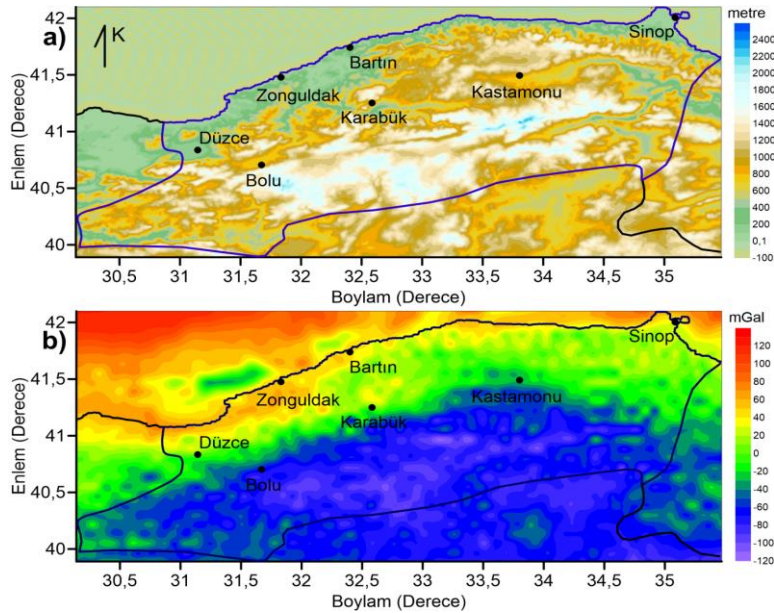 a)
K
metre
Sinop
Bartın
Zonguldak
Karabük
Kastamonu
Düzce
Bolu
Enlem (Derece)
42
41,5
41
40,5
40
30,5 31 31,5 32 32,5 33 33,5 34 34,5 35
Boylam (Derece)
2400
2200
2000
1800
1600
1400
1200
1000
800
600
400
200
0,1
-100
b)
mGal
Sinop
Bartın
Zonguldak
Karabük
Kastamonu
Düzce
Bolu
Enlem (Derece)
42
41,5
41
40,5
40
30,5 31 31,5 32 32,5 33 33,5 34 34,5 35
Boylam (Derece)
120
100
80
60
40
20
0
-20
-40
-60
-80
-100
-120